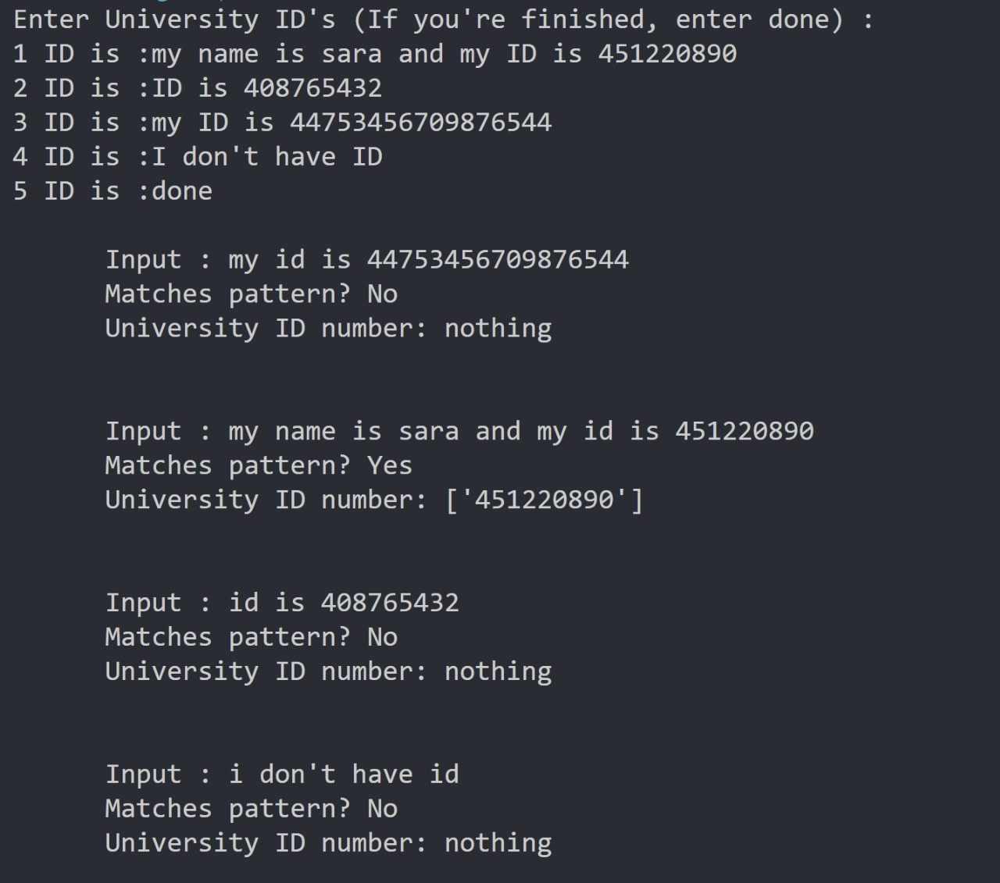 Enter University ID's (If you're finished, enter done) :
1 ID is :my name is sara and my ID is 451220890
2 ID is :ID is 408765432
3 ID is :my ID is 44753456709876544
4 ID is :I don't have ID
5 ID is :done
Input : my id is 44753456709876544
Matches pattern? No
University ID number: nothing
Input : my name is sara and my id is 451220890
Matches pattern? Yes
University ID number: ['451220890']
Input : id is 408765432
Matches pattern? No
University ID number: nothing
Input : i don't have id
Matches pattern? No
University ID number: nothing